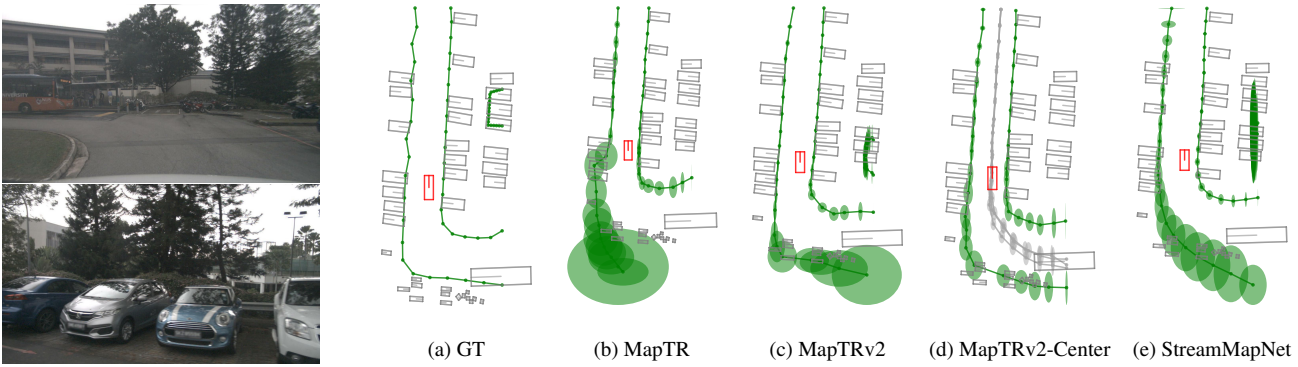 (a) GT
(b) MapTR
(c) MapTRv2
(d) MapTRv2-Center
(e) StreamMapNet